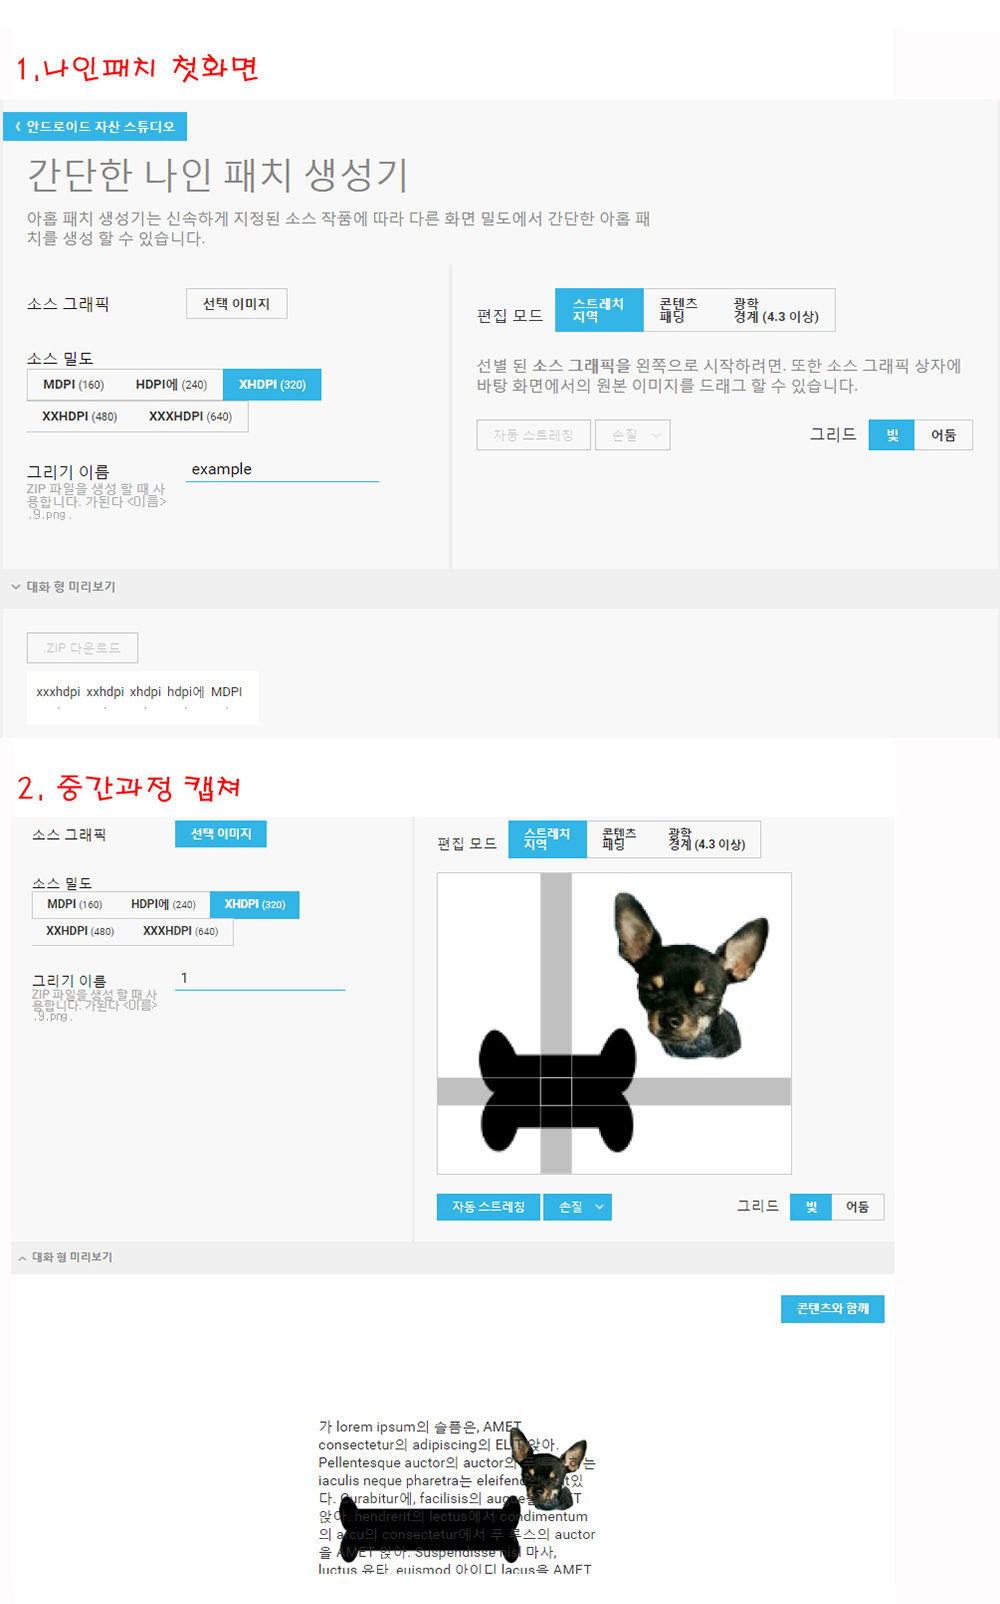 1.나인패치 첫화면
《 안드로이드 자산 스튜디오
간단한 나인 패치 생성기
아홉 패치 생성기는 신속하게 지정된 소스 작품에 따라 다른 화면 밀도에서 간단한 아홉 패
치를 생성 할 수 있습니다.
소스 그래픽
선택 이미지
소스 밀도
MDPI (160) HDPI에 (240) XHDPI (320)
XXHDPI (480) XXXHDPI (640)
그리기 이름
example
ZIP 파일을 생성 할 때 사
용합니다. 가된다 <이름>
.9.png .
편집 모드
스트레치
지역
콘텐츠
패딩
광학
경계 (4.3 이상)
선별 된 소스 그래픽을 왼쪽으로 시작하려면. 또한 소스 그래픽 상자에
바탕 화면에서의 원본 이미지를 드래그 할 수 있습니다.
자동 스트레칭 손질
그리드 빛 어둠
대화 형 미리보기
.ZIP 다운로드
xxxhdpi xxhdpi xhdpi hdpi에 MDPI
2. 중간과정 캡쳐
소스 그래픽
선택 이미지
소스 밀도
MDPI (160) HDPI에 (240) XHDPI (320)
XXHDPI (480) XXXHDPI (640)
그리기 이름
1
ZIP 파일을 생성 할 때 사
용합니다. 가된다 <이름>
.9.png .
편집 모드
스트레치
지역
콘텐츠
패딩
광학
경계 (4.3 이상)
자동 스트레칭 손질
그리드 빛 어둠
대화 형 미리보기
콘텐츠와 함께
가 lorem ipsum의 슬픔은, AMET
consectetur의 adipiscing의 ELIT 앉아.
Pellentesque auctor의 auctor의
iaculis neque pharetra는 eleifend
다. Curabitur에, facilisis의 augue을 AMET
앉아. hendrerit의 lectus에서 condimentum
의 arcu의 consectetur에서 푸 루스의 auctor
을 AMET 앉아. Suspendisse nisl 마사,
luctus 유타, euismod 아이디 lacus을 AMET